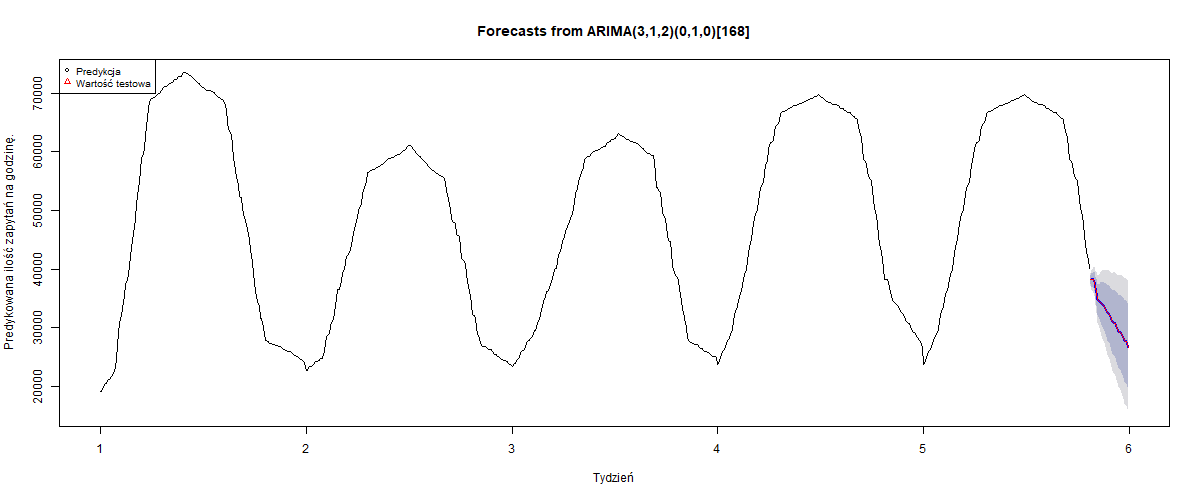 Forecasts from ARIMA(3,1,2)(0,1,0)[168]
Predykcja
Wartość testowa
Predykowana ilość zapytań na godzinę.
70000
60000
50000
40000
30000
20000
1 2 3 4 5 6
Tydzień